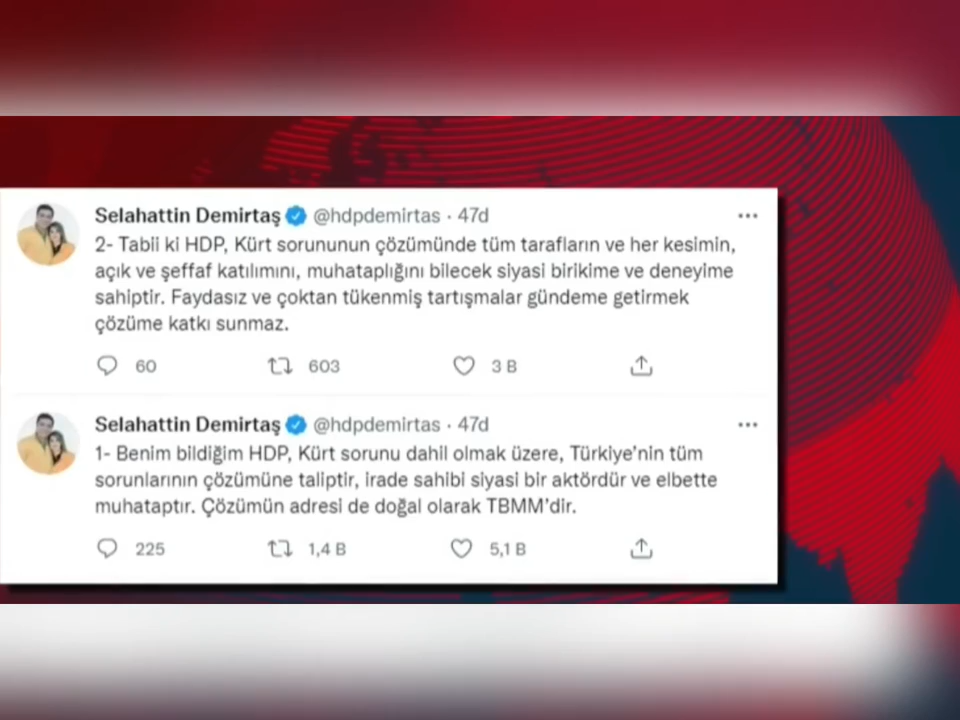 Selahattin Demirtaş @hdpdemirtas · 47d
2- Tabii ki HDP, Kürt sorununun çözümünde tüm tarafların ve her kesimin,
açık ve şeffaf katılımını, muhataplığını bilecek siyasi birikime ve deneyime
sahiptir. Faydasız ve çoktan tükenmiş tartışmalar gündeme getirmek
çözüme katkı sunmaz.
60 603 3 B
Selahattin Demirtaş @hdpdemirtas · 47d
1- Benim bildiğim HDP, Kürt sorunu dahil olmak üzere, Türkiye'nin tüm
sorunlarının çözümüne taliptir, irade sahibi siyasi bir aktördür ve elbette
muhataptır. Çözümün adresi de doğal olarak TBMM'dir.
225 1,4 B 5,1 B